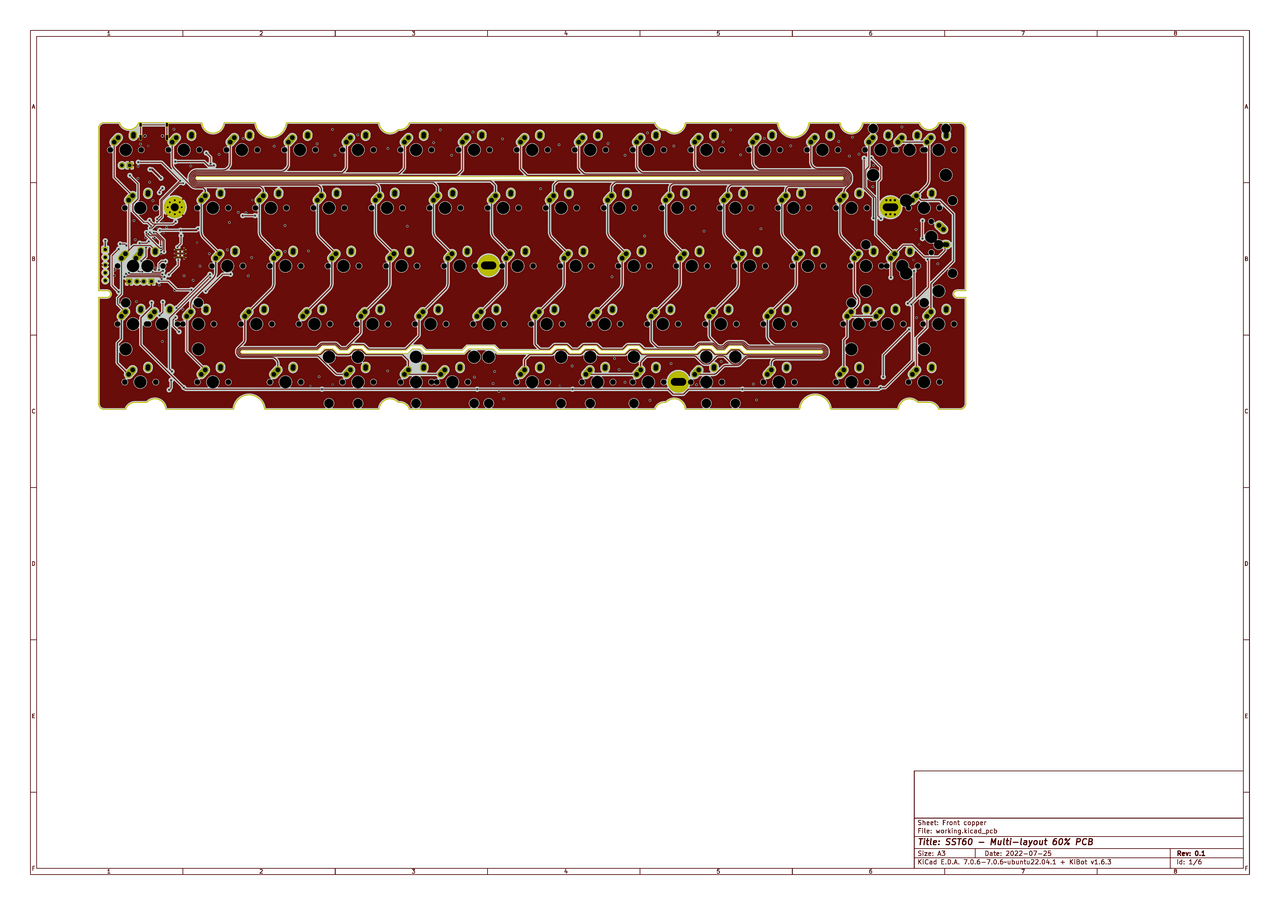 1 2 3 4 5 6 7 8
A A
B B
C C
D D
E E
Sheet: Front copper
File: working.kicad_pcb
Title: SST60 – Multi-layout 60% PCB
Size: A3 Date: 2022-07-25 Rev: 0.1
KiCad E.D.A. 7.0.6-7.0.6~ubuntu22.04.1 + KiBot v1.6.3 Id: 1/6
F F
1 2 3 4 5 6 7 8